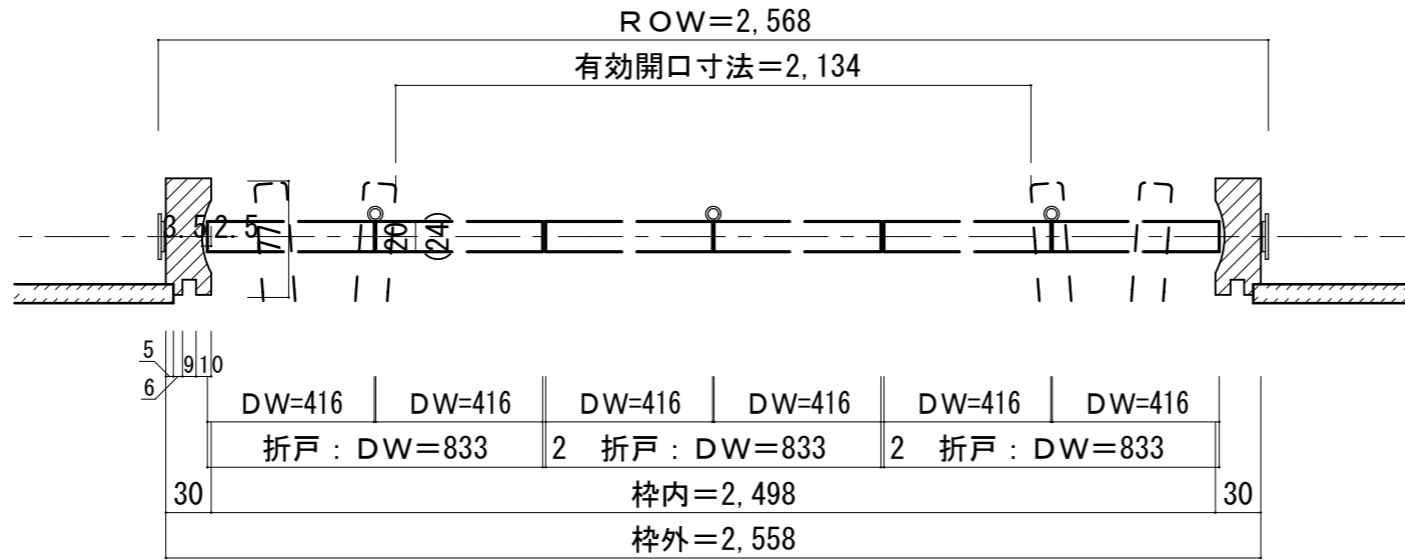 ＲＯＷ＝2,568
有効開口寸法＝2,134
3.5 2.5 77 20 (24)
5 9 10
6
ＤＷ=416 ＤＷ=416 ＤＷ=416 ＤＷ=416 ＤＷ=416 ＤＷ=416
折戸：ＤＷ＝833 2 折戸：ＤＷ＝833 2 折戸：ＤＷ＝833
30 枠内＝2,498 30
枠外＝2,558